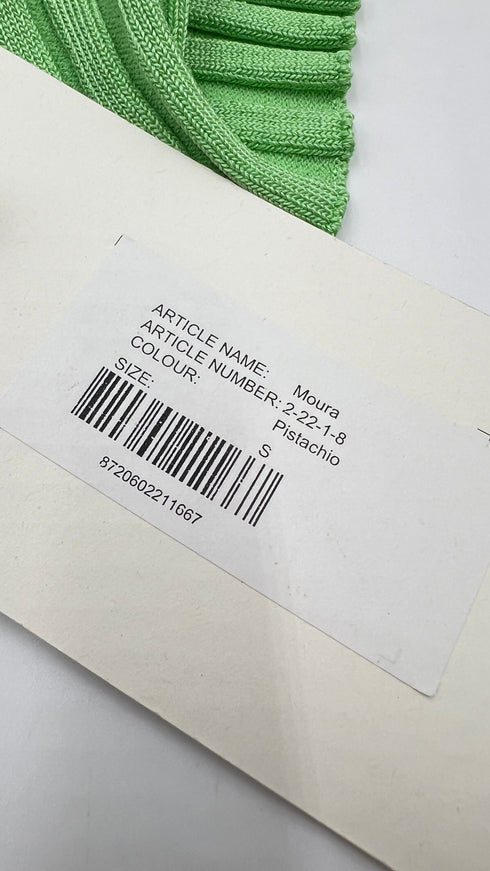 ARTICLE NAME: Moura
ARTICLE NUMBER: 2-22-1-8
COLOUR: Pistachio
SIZE: S
8720602211667